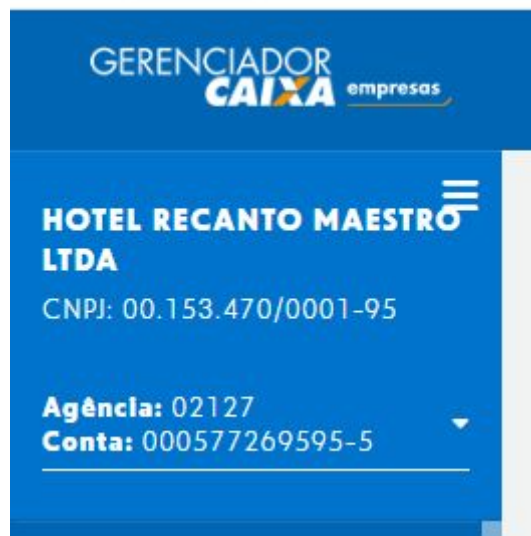 GERENCIADOR
CAIXA empresas
HOTEL RECANTO MAESTRO
LTDA
CNPJ: 00.153.470/0001-95
Agência: 02127
Conta: 000577269595-5